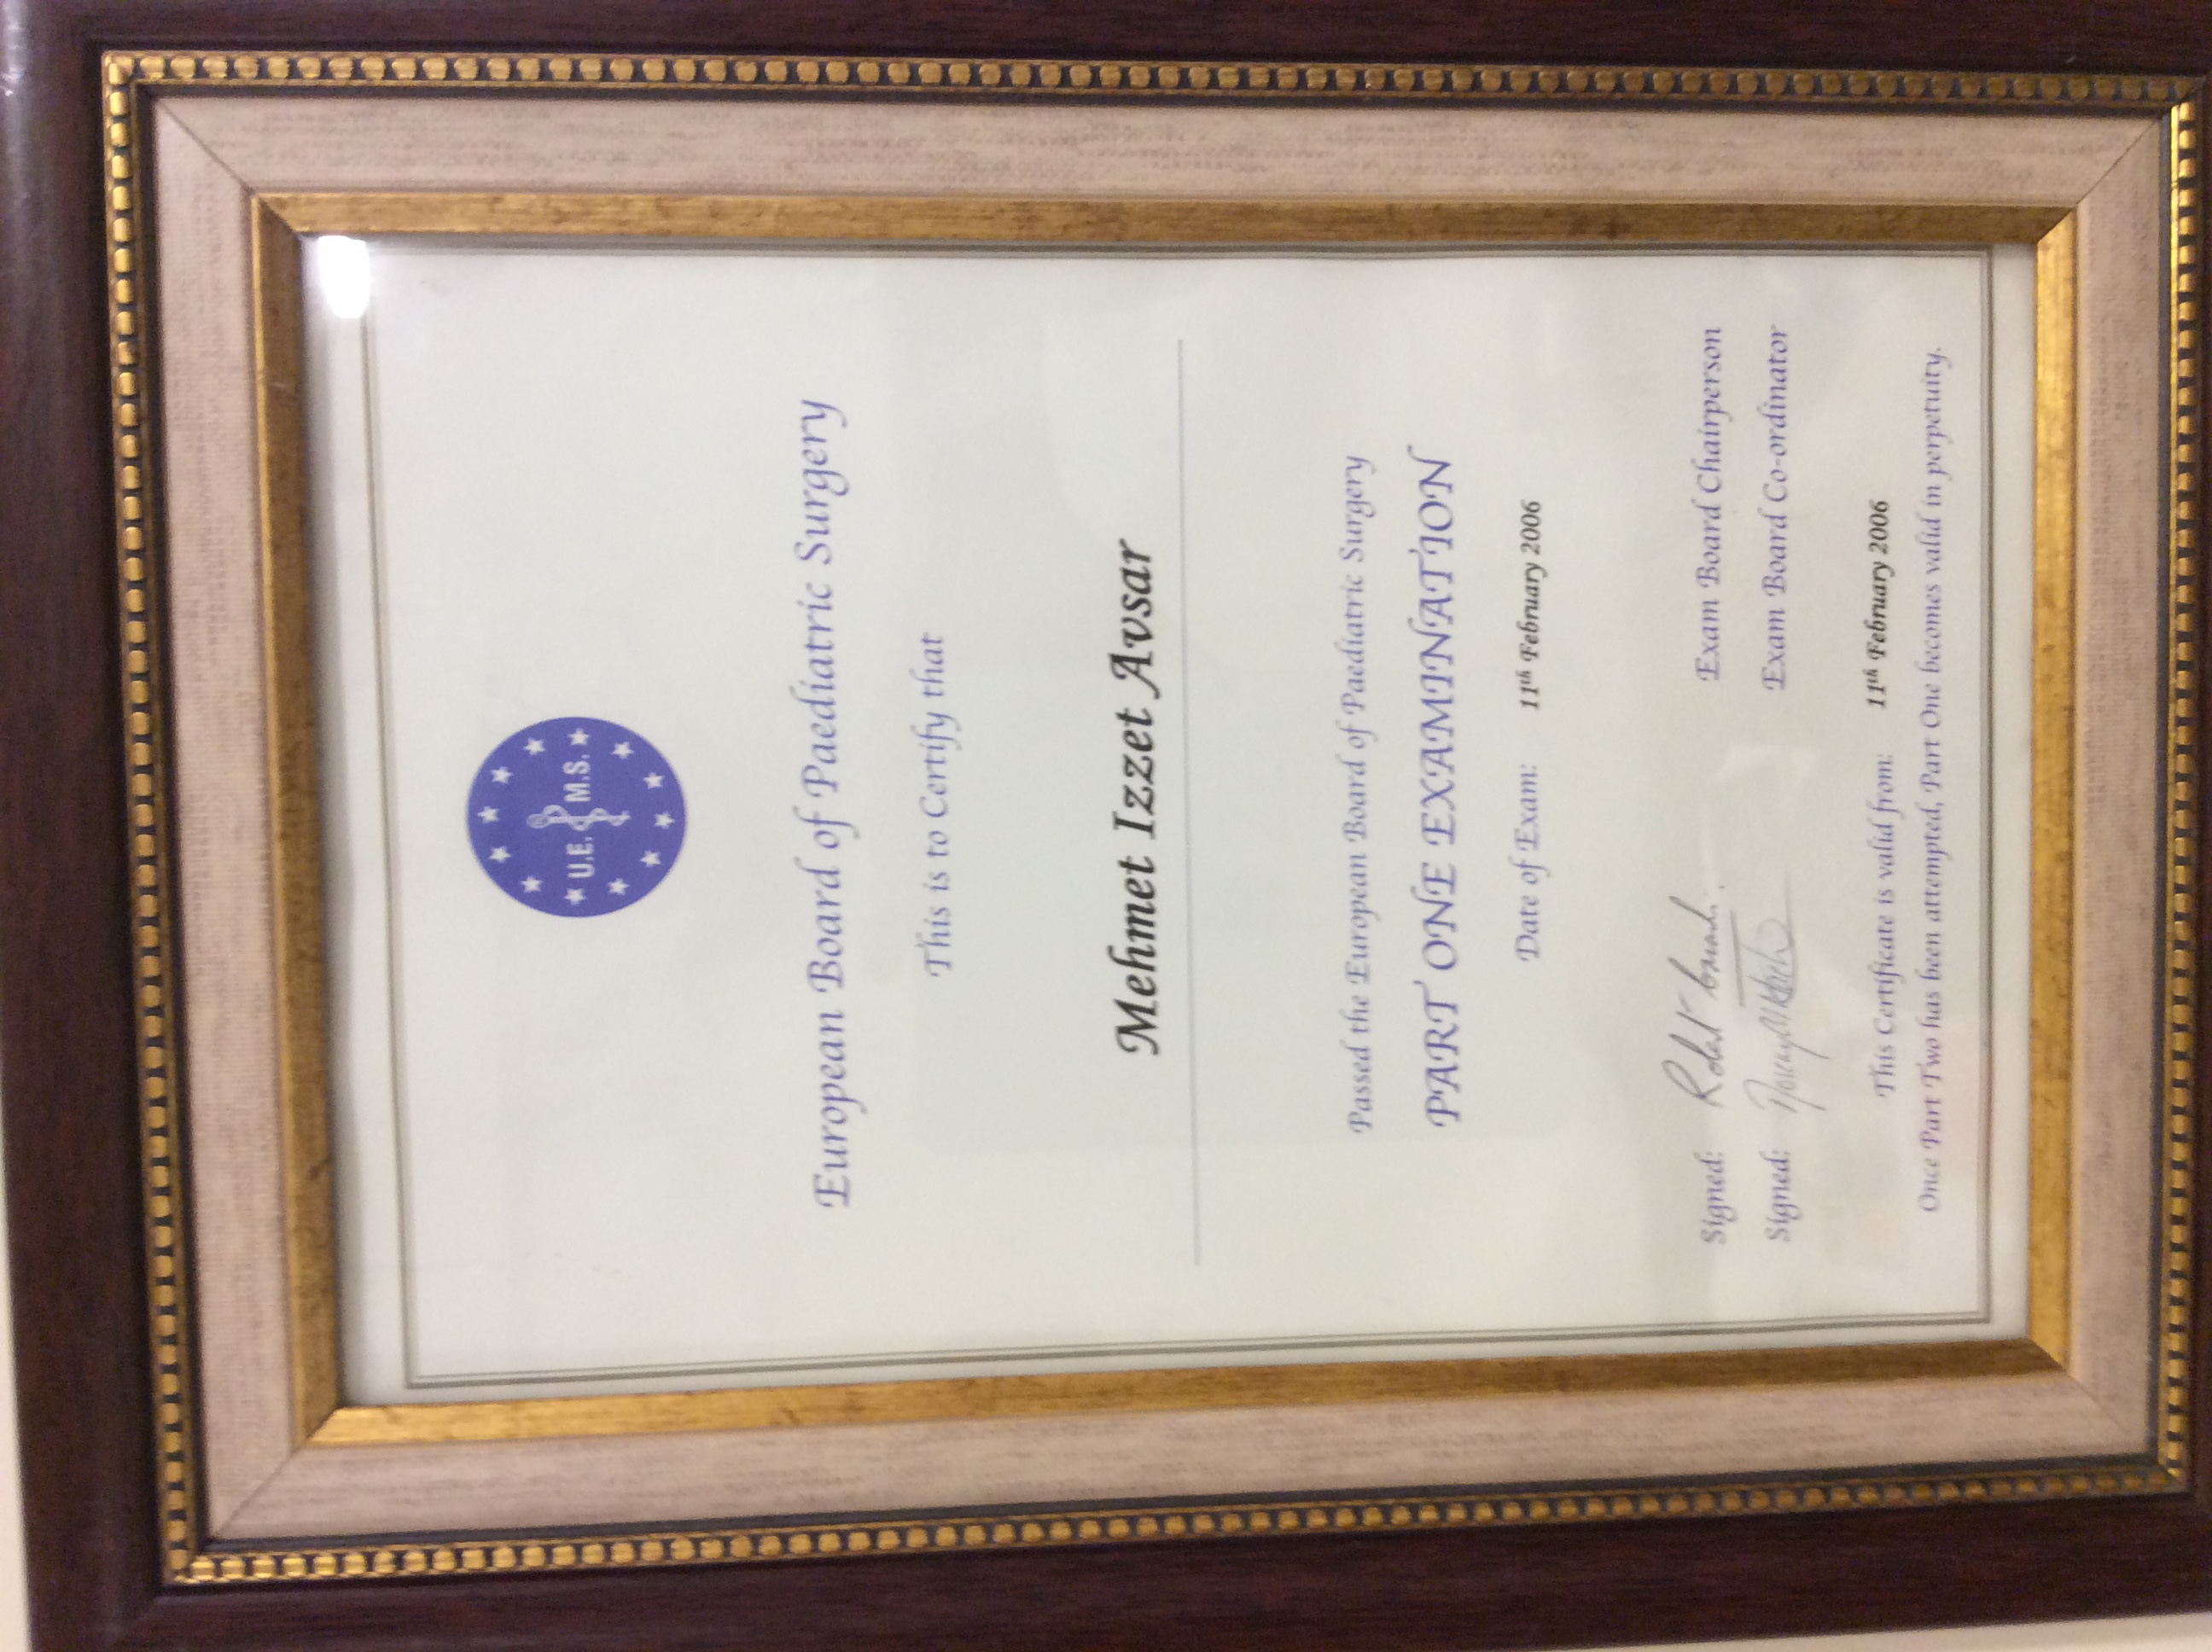 U.E.M.S.
European Board of Paediatric Surgery
This is to Certify that
Mehmet Izzet Avsar
Passed the European Board of Paediatric Surgery
PART ONE EXAMINATION
Date of Exam: 11th February 2006
Signed: Exam Board Chairperson
Signed: Exam Board Co-ordinator
This Certificate is valid from: 11th February 2006
Once Part Two has been attempted, Part One becomes valid in perpetuity.